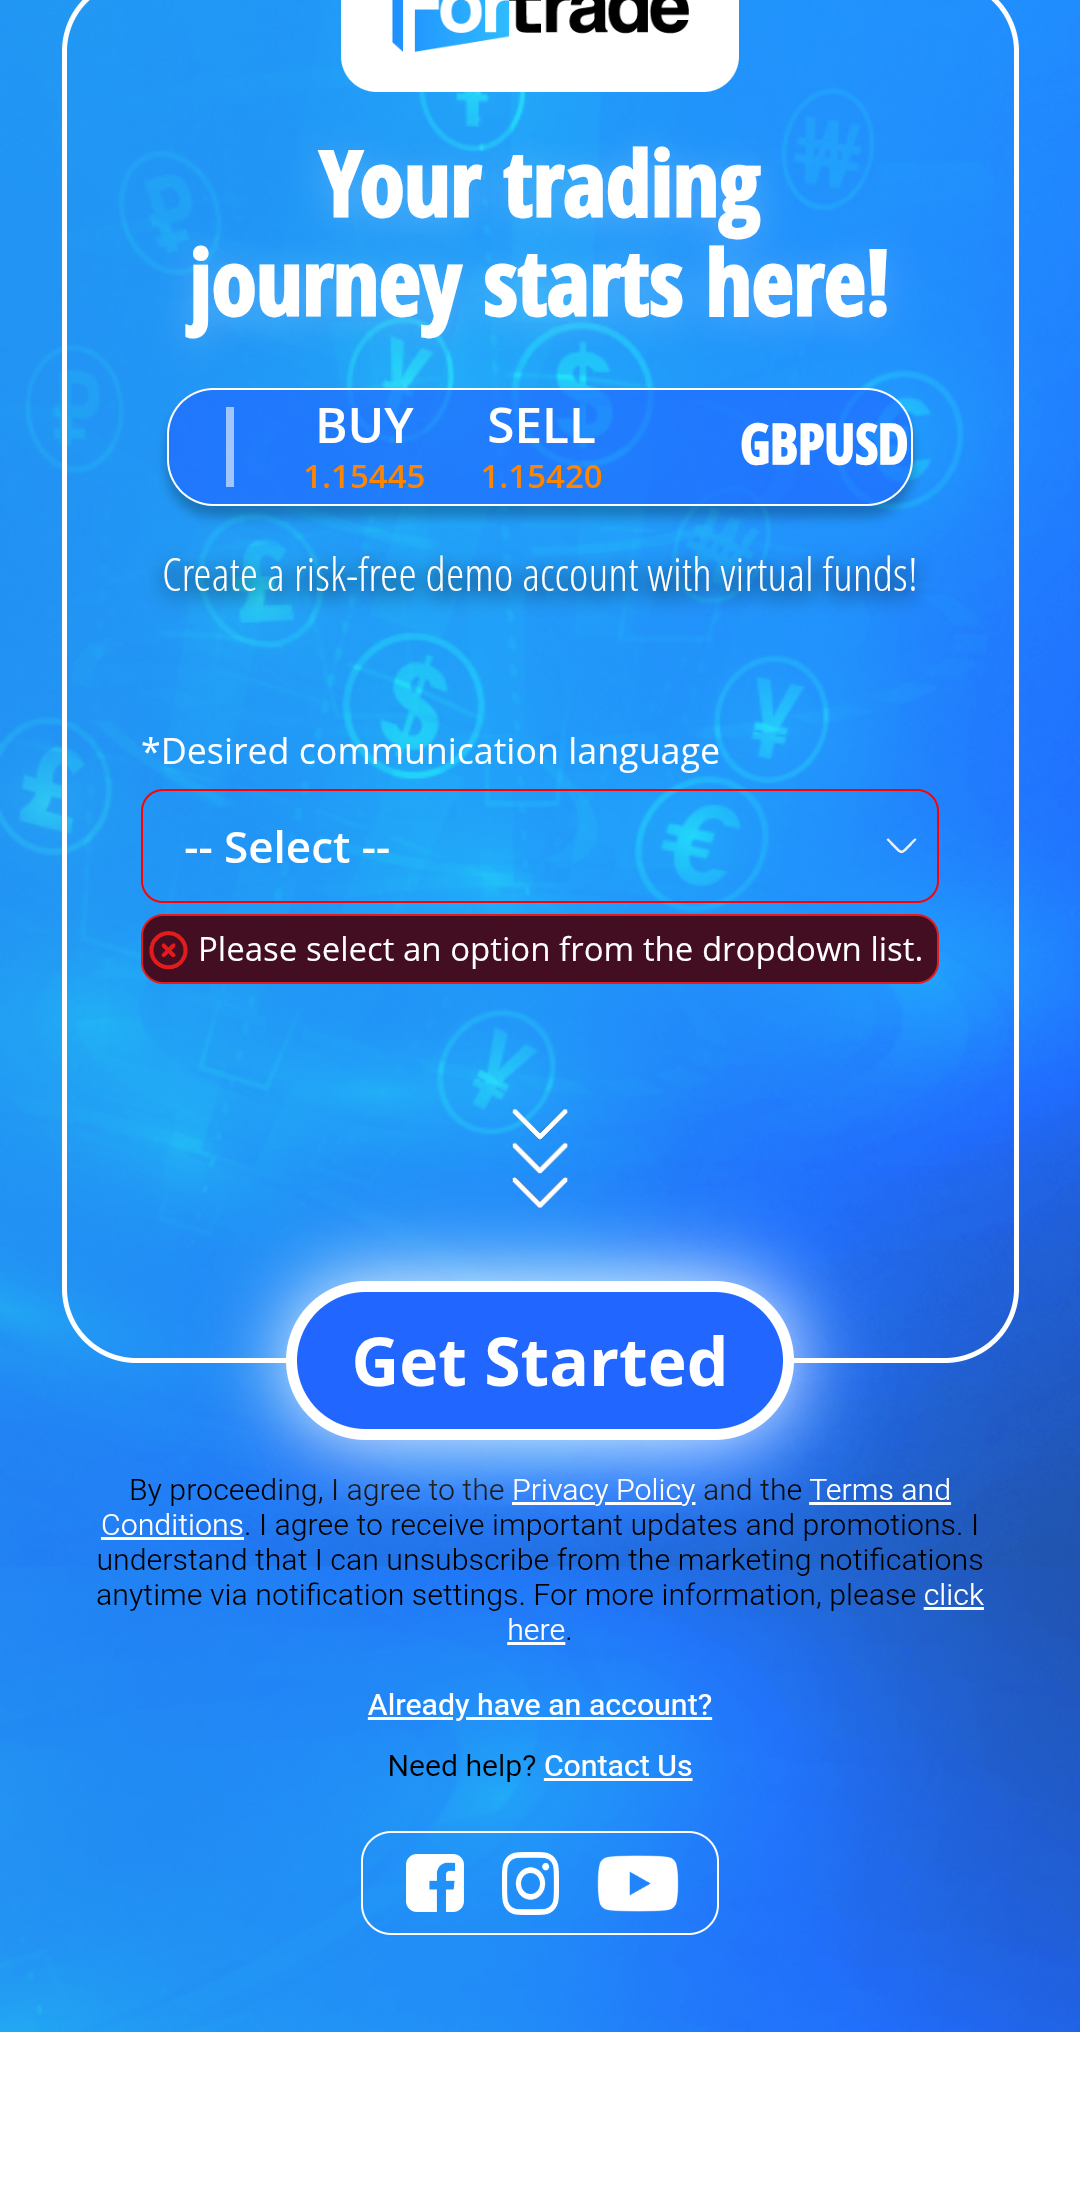 Fortrade
Your trading
journey starts here!
BUY SELL GBPUSD
1.15445 1.15420
Create a risk-free demo account with virtual funds!
*Desired communication language
-- Select --
Please select an option from the dropdown list.
Get Started
By proceeding, I agree to the Privacy Policy and the Terms and
Conditions. I agree to receive important updates and promotions. I
understand that I can unsubscribe from the marketing notifications
anytime via notification settings. For more information, please click
here.
Already have an account?
Need help? Contact Us